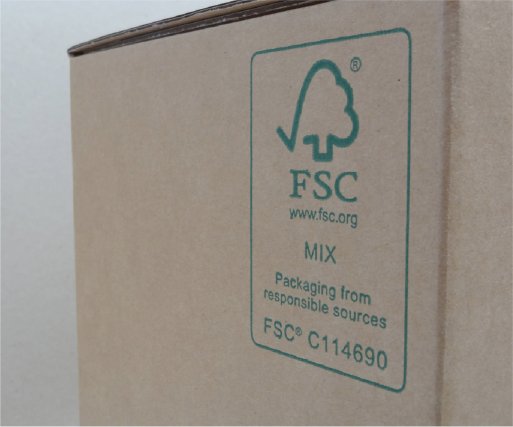 ®
FSC
www.fsc.org
MIX
Packaging from
responsible sources
FSC® C114690